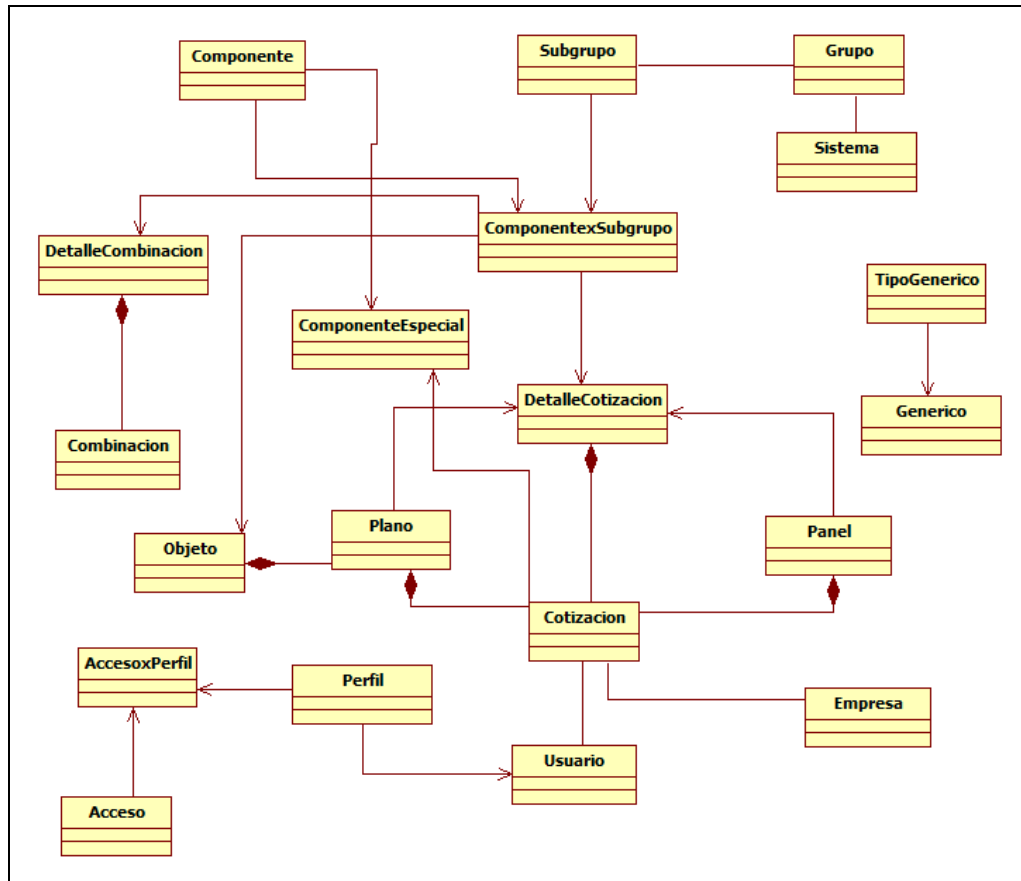 Componente
Subgrupo
Grupo
Sistema
ComponentexSubgrupo
DetalleCombinacion
TipoGenerico
ComponenteEspecial
DetalleCotizacion
Generico
Combinacion
Plano
Panel
Objeto
Cotizacion
AccesoxPerfil
Perfil
Empresa
Usuario
Acceso